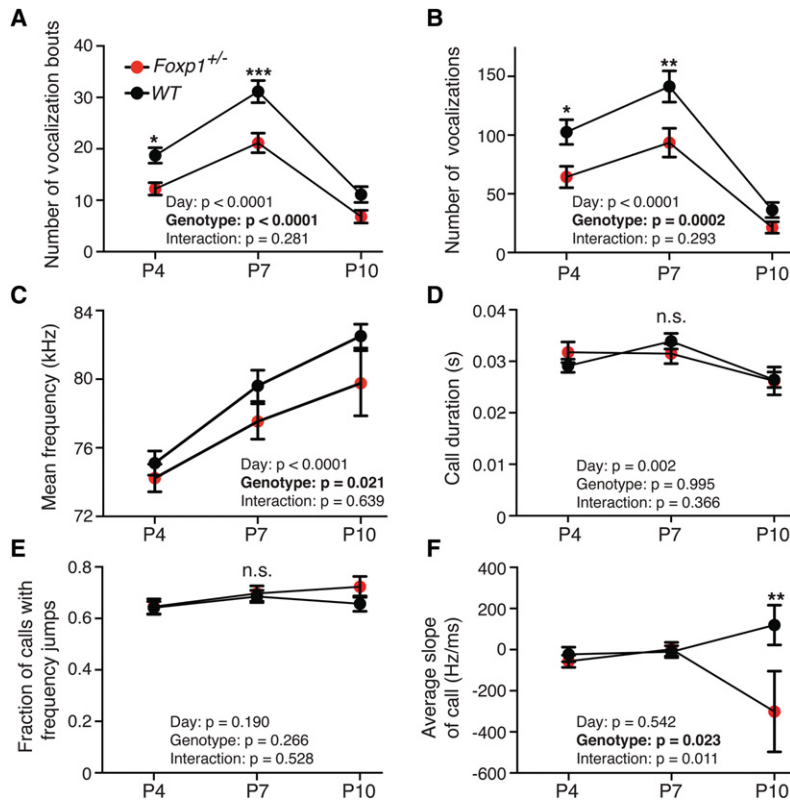 A
Number of vocalization bouts
40
30
20
10
0
Foxp1+/-
WT
*
***
Day: p < 0.0001
Genotype: p < 0.0001
Interaction: p = 0.281
P4
P7
P10
B
Number of vocalizations
150
100
50
0
*
**
Day: p < 0.0001
Genotype: p = 0.0002
Interaction: p = 0.293
P4
P7
P10
C
Mean frequency (kHz)
84
80
76
72
Day: p < 0.0001
Genotype: p = 0.021
Interaction: p = 0.639
P4
P7
P10
D
Call duration (s)
0.04
0.03
0.02
0.01
0.0
n.s.
Day: p = 0.002
Genotype: p = 0.995
Interaction: p = 0.366
P4
P7
P10
E
Fraction of calls with
frequency jumps
0.8
0.6
0.4
0.2
0
n.s.
Day: p = 0.190
Genotype: p = 0.266
Interaction: p = 0.528
P4
P7
P10
F
Average slope
of call (Hz/ms)
400
200
0
-200
-400
-600
**
Day: p = 0.542
Genotype: p = 0.023
Interaction: p = 0.011
P4
P7
P10